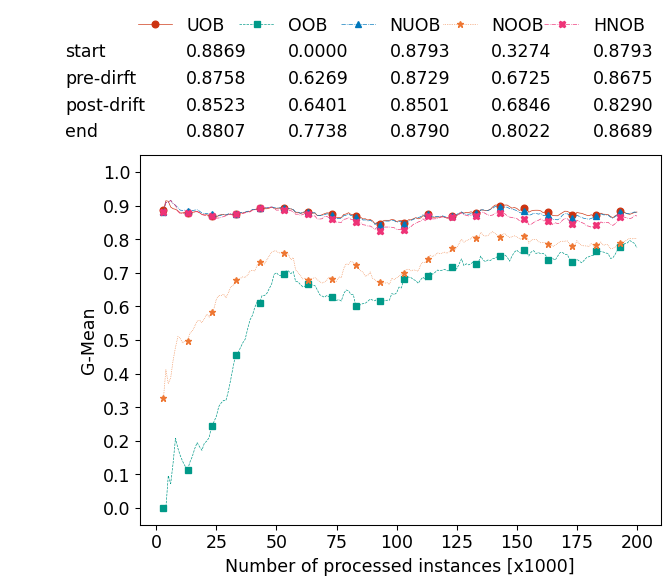 UOB OOB NUOB NOOB HNOB
start 0.8869 0.0000 0.8793 0.3274 0.8793
pre-dirft 0.8758 0.6269 0.8729 0.6725 0.8675
post-drift 0.8523 0.6401 0.8501 0.6846 0.8290
end 0.8807 0.7738 0.8790 0.8022 0.8689
1.0
0.9
0.8
0.7
0.6
0.5
0.4
0.3
0.2
0.1
0.0
G-Mean
0 25 50 75 100 125 150 175 200
Number of processed instances [x1000]